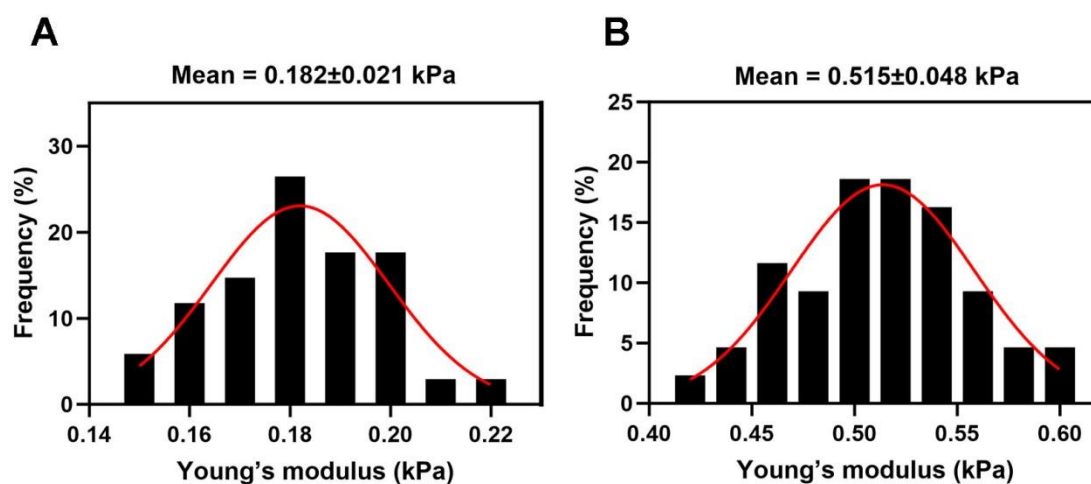 A
Mean = 0.182±0.021 kPa
Frequency (%)
30
20
10
0
0.14 0.16 0.18 0.20 0.22
Young’s modulus (kPa)
B
Mean = 0.515±0.048 kPa
Frequency (%)
25
20
15
10
5
0
0.40 0.45 0.50 0.55 0.60
Young’s modulus (kPa)